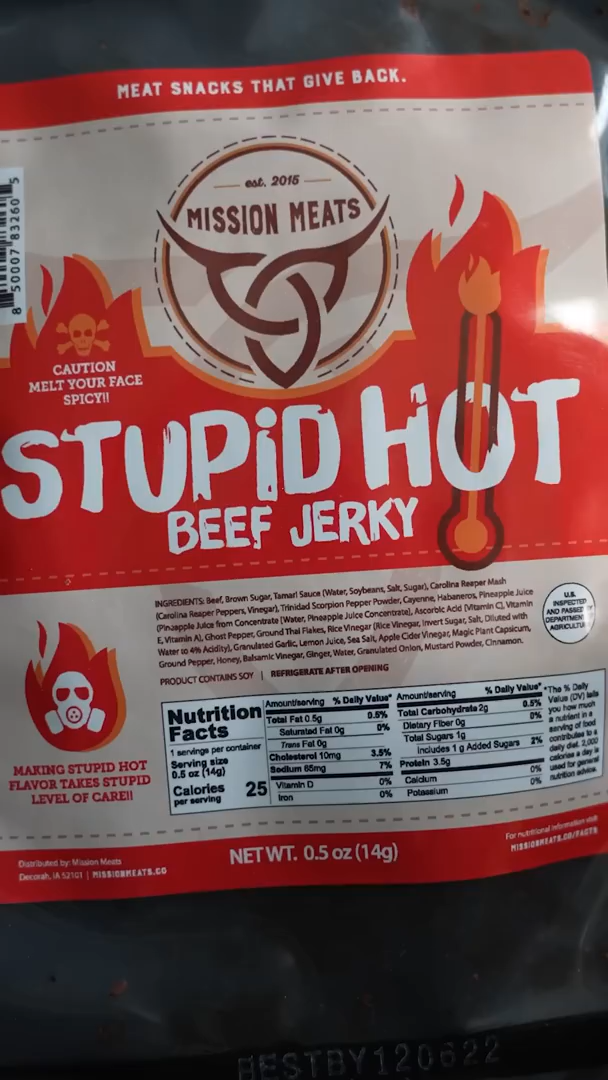 MEAT SNACKS THAT GIVE BACK.
est. 2015
MISSION MEATS
8 50007 83260 5
CAUTION
MELT YOUR FACE
SPICY!!
STUPiD HOT
BEEF JERKY
INGREDIENTS: Beef, Brown Sugar, Tamari Sauce (Water, Soybeans, Salt, Sugar), Carolina Reaper Mash
(Carolina Reaper Peppers, Vinegar), Trinidad Scorpion Pepper Powder, Cayenne, Habaneros, Pineapple Juice
(Pineapple Juice from Concentrate [Water, Pineapple Juice Concentrate), Ascorbic Acid [Vitamin C], Vitamin
E, Vitamin A), Ghost Pepper, Ground Thai Flakes, Rice Vinegar (Rice Vinegar, Invert Sugar, Salt, Diluted with
Water to 4% Acidity), Granulated Garlic, Lemon Juice, Sea Salt, Apple Cider Vinegar, Magic Plant Capsicum,
Ground Pepper, Honey, Balsamic Vinegar, Ginger, Water, Granulated Onion, Mustard Powder, Cinnamon.
PRODUCT CONTAINS SOY | REFRIGERATE AFTER OPENING
U.S.
INSPECTED
AND PASSED BY
DEPARTMENT
AGRICULTU
MAKING STUPID HOT
FLAVOR TAKES STUPID
LEVEL OF CARE!!
Nutrition
Facts
1 servings per container
Serving size
0.5 oz (14g)
Calories
per serving 25
Amount/serving % Daily Value*
Total Fat 0.5g 0.5%
Saturated Fat 0g 0%
Trans Fat 0g
Cholesterol 10mg 3.5%
Sodium 65mg 7%
Vitamin D 0%
Iron 0%
Amount/serving % Daily Value*
Total Carbohydrate 2g 0.5%
Dietary Fiber 0g 0%
Total Sugars 1g
Includes 1 g Added Sugars 2%
Protein 3.5g
Calcium 0%
Potassium 0%
*The % Daily
Value (DV) tells
you how much
a nutrient in a
serving of food
contributes to a
daily diet. 2,000
calories a day is
used for general
nutrition advice.
Distributed by: Mission Meats
Decorah, IA 52101 | MISSIONMEATS.CO
NET WT. 0.5 oz (14g)
For nutritional information visit
MISSIONMEATS.CO/FACTS
BESTBY120622